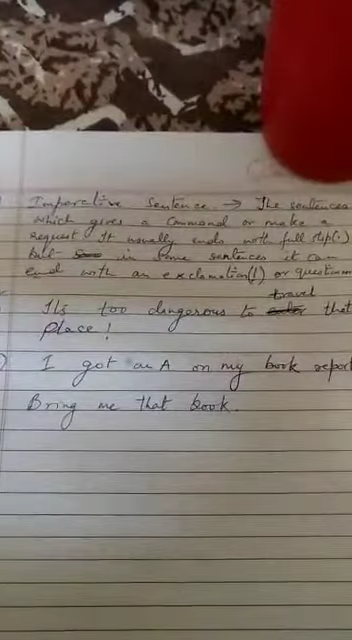 Imperative Sentence → The sentences
which gives a command or make a
request. It usually ends with full stop(.)
But in some sentences it can
end with an exclamation(!) or question
Its too dingerous to travel that
place!
I got an A on my book report
Bring me that book.